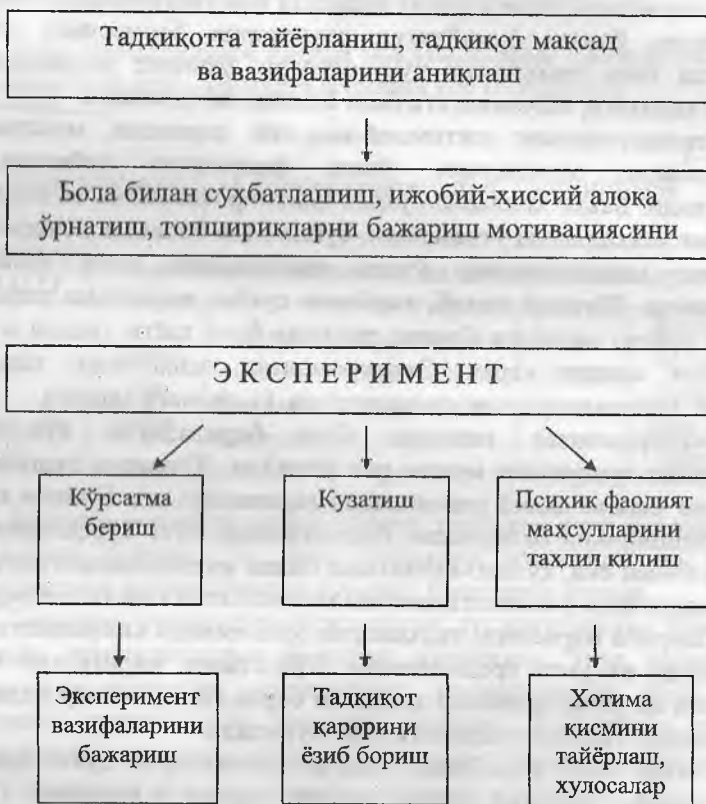 Тадқиқотга тайёрланиш, тадқиқот мақсад
ва вазифаларини аниқлаш
Бола билан суҳбатлашиш, ижобий-ҳиссий алоқа
ўрнатиш, топшириқларни бажариш мотивациясини
ЭКСПЕРИМЕНТ
Кўрсатма
бериш
Кузатиш
Психик фаолият
маҳсулларини
таҳлил қилиш
Эксперимент
вазифаларини
бажариш
Тадқиқот
қарорини
ёзиб бориш
Хотима
қисмини
тайёрлаш,
хулосалар